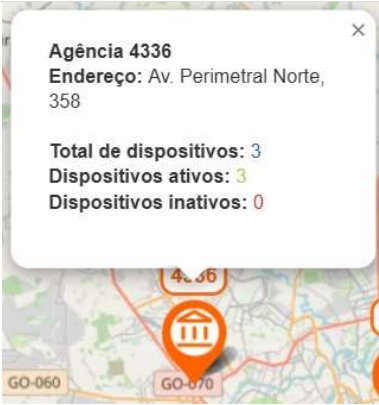 ×
Agência 4336
Endereço: Av. Perimetral Norte,
358
Total de dispositivos: 3
Dispositivos ativos: 3
Dispositivos inativos: 0
4336
GO-060
GO-070